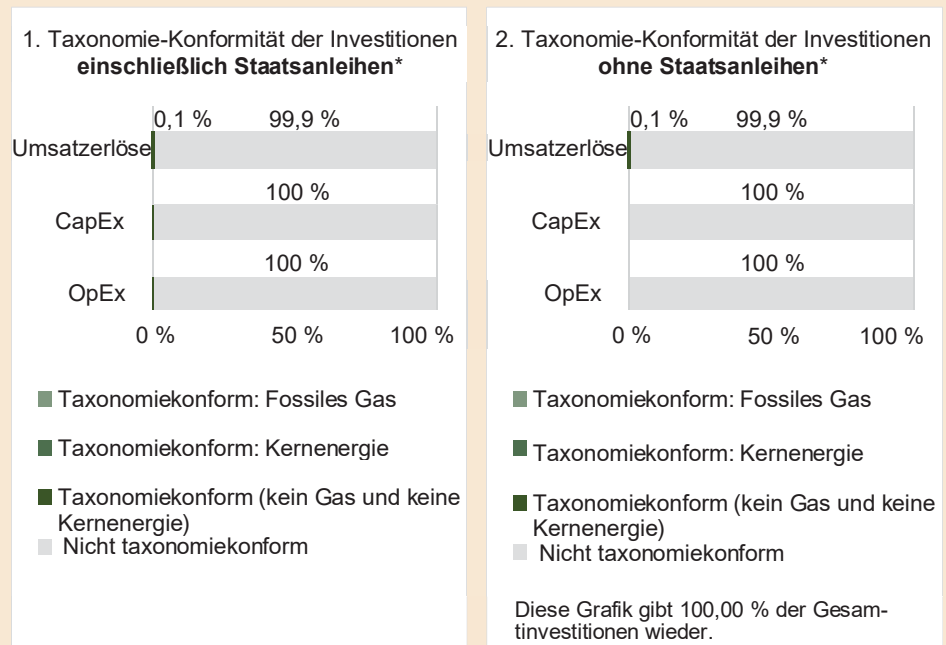 1. Taxonomie-Konformität der Investitionen
einschließlich Staatsanleihen*
0,1 % 99,9 %
Umsatzerlöse
100 %
CapEx
100 %
OpEx
0 % 50 % 100 %
Taxonomiekonform: Fossiles Gas
Taxonomiekonform: Kernenergie
Taxonomiekonform (kein Gas und keine
Kernenergie)
Nicht taxonomiekonform
2. Taxonomie-Konformität der Investitionen
ohne Staatsanleihen*
0,1 % 99,9 %
Umsatzerlöse
100 %
CapEx
100 %
OpEx
0 % 50 % 100 %
Taxonomiekonform: Fossiles Gas
Taxonomiekonform: Kernenergie
Taxonomiekonform (kein Gas und keine
Kernenergie)
Nicht taxonomiekonform
Diese Grafik gibt 100,00 % der Gesam-
tinvestitionen wieder.